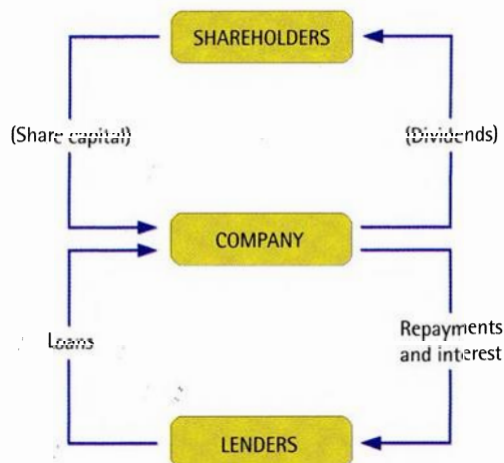 SHAREHOLDERS
(Share capital)
(Dividends)
COMPANY
Loans
Repayments
and interest
LENDERS